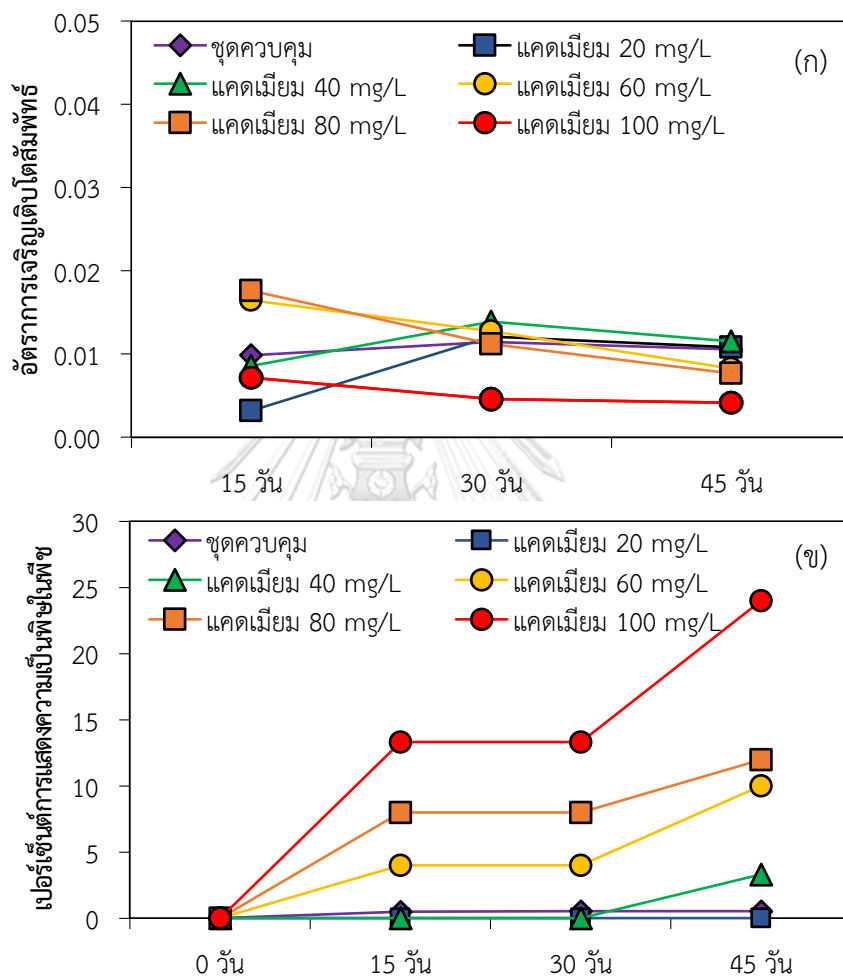 อัตราการเจริญเติบโตสัมพัทธ์
0.05
0.04
0.03
0.02
0.01
0.00
ชุดควบคุม
แคดเมียม 20 mg/L
(ก)
แคดเมียม 40 mg/L
แคดเมียม 60 mg/L
แคดเมียม 80 mg/L
แคดเมียม 100 mg/L
15 วัน
30 วัน
45 วัน
เปอร์เซ็นต์การแสดงความเป็นพิษในพืช
30
25
20
15
10
5
0
ชุดควบคุม
แคดเมียม 20 mg/L
(ข)
แคดเมียม 40 mg/L
แคดเมียม 60 mg/L
แคดเมียม 80 mg/L
แคดเมียม 100 mg/L
0 วัน
15 วัน
30 วัน
45 วัน